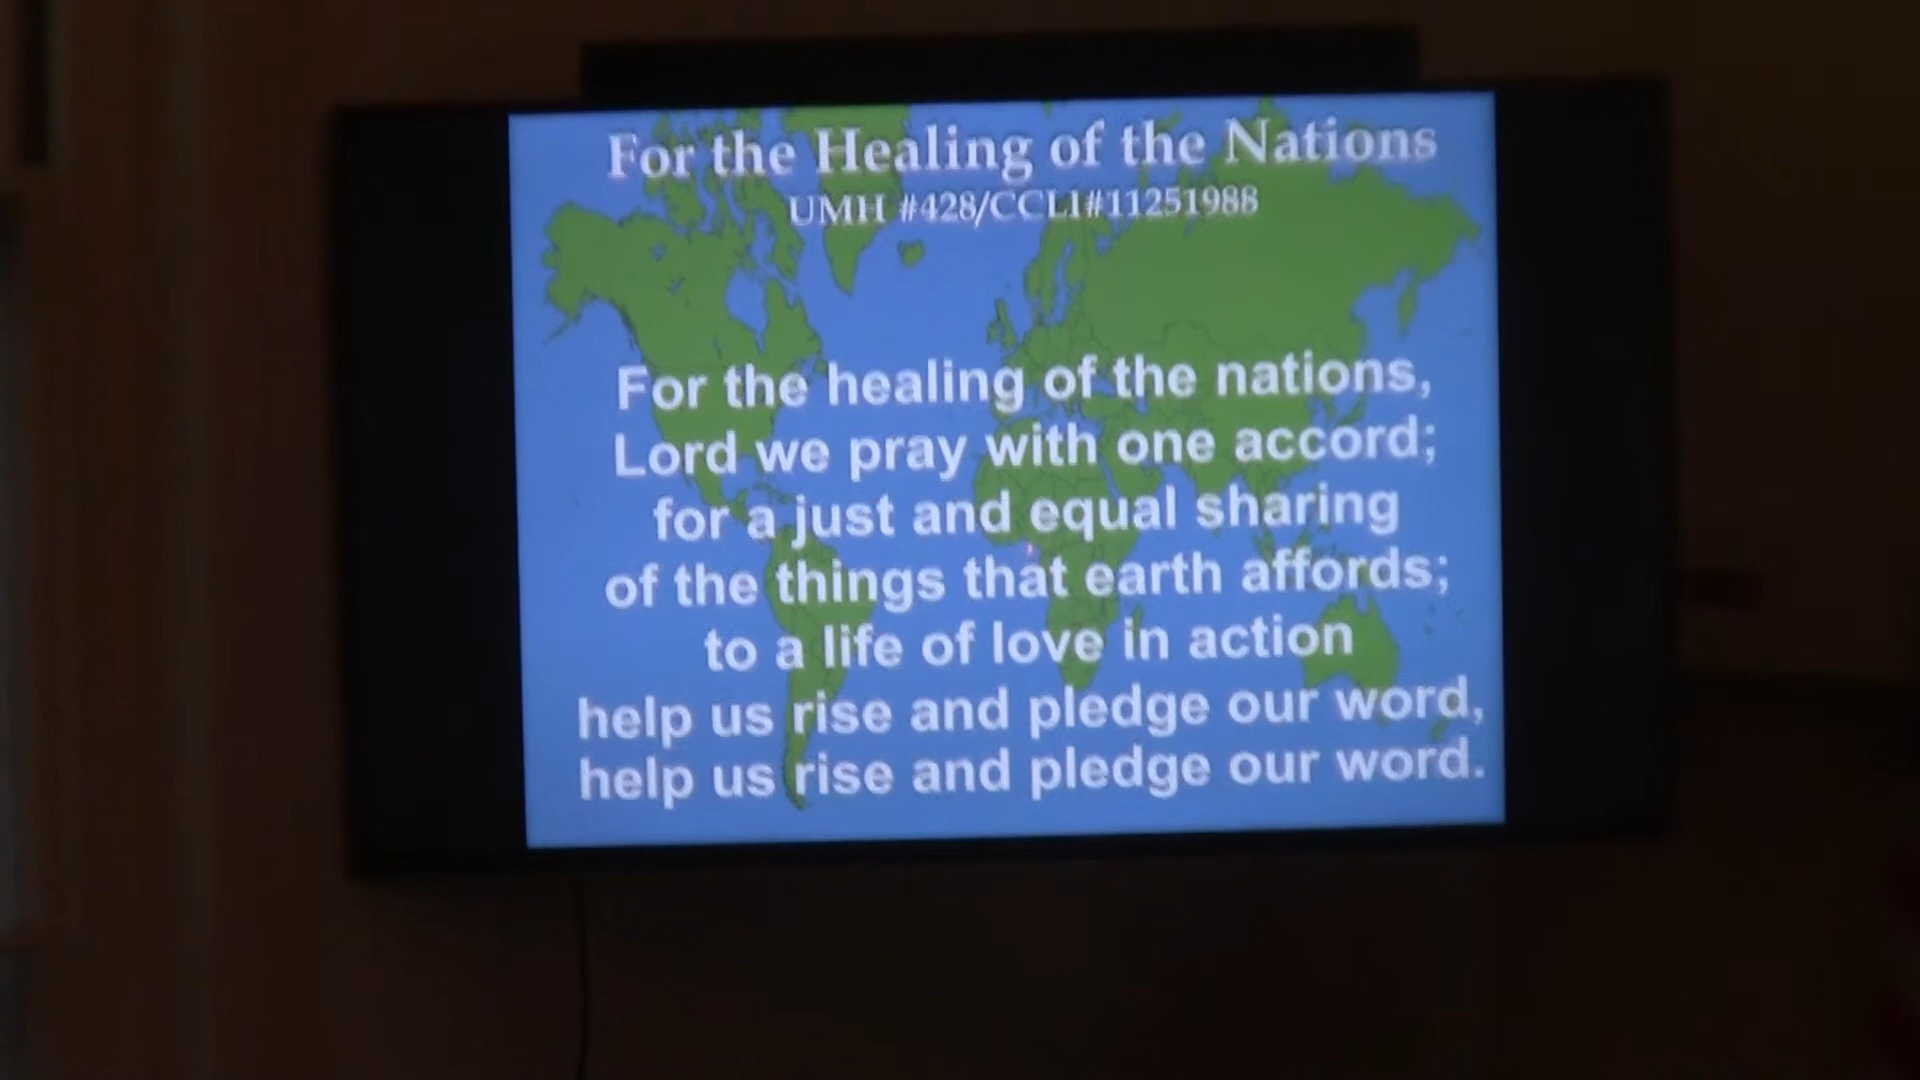 For the Healing of the Nations
UMH #428/CCLI#11251988
For the healing of the nations,
Lord we pray with one accord;
for a just and equal sharing
of the things that earth affords;
to a life of love in action
help us rise and pledge our word,
help us rise and pledge our word.